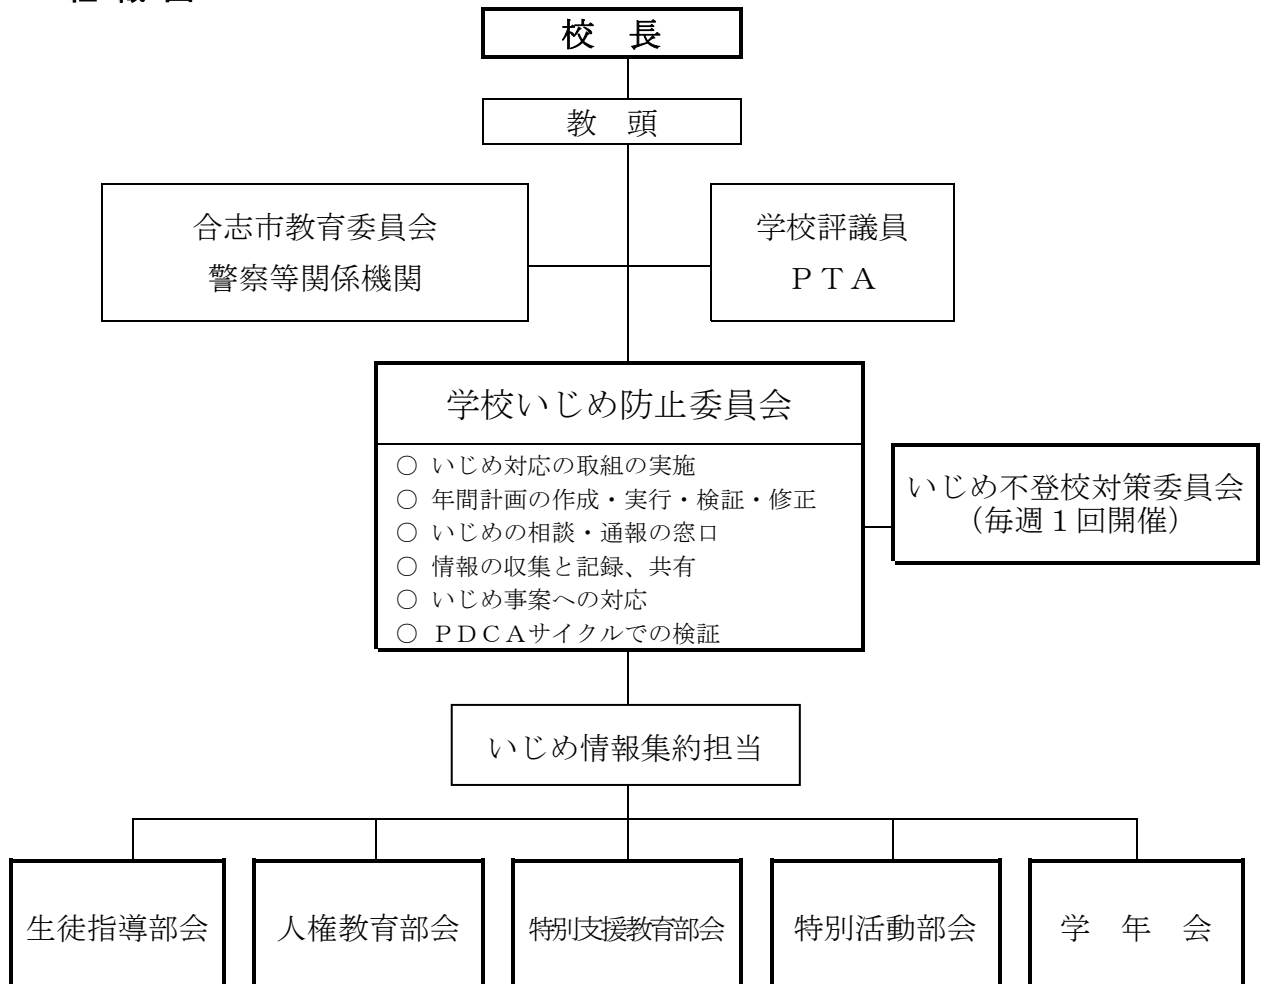 校　長
教　頭
合志市教育委員会
警察等関係機関
学校評議員
ＰＴＡ
学校いじめ防止委員会
○ いじめ対応の取組の実施
○ 年間計画の作成・実行・検証・修正
○ いじめの相談・通報の窓口
○ 情報の収集と記録、共有
○ いじめ事案への対応
○ ＰＤＣＡサイクルでの検証
いじめ不登校対策委員会
（毎週１回開催）
いじめ情報集約担当
生徒指導部会
人権教育部会
特別支援教育部会
特別活動部会
学　年　会